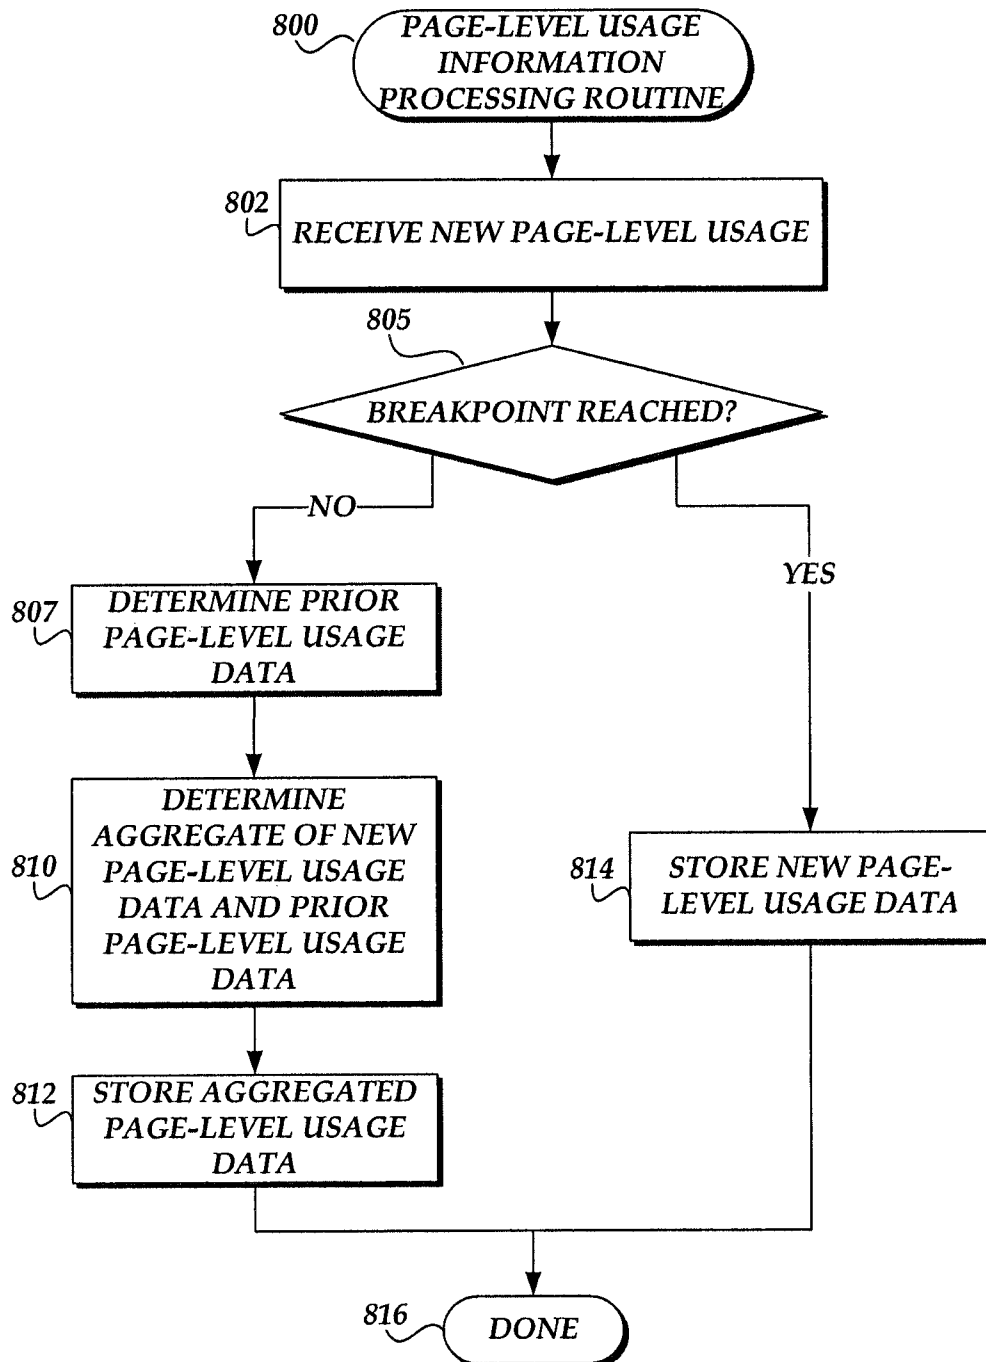 800
PAGE-LEVEL USAGE
INFORMATION
PROCESSING ROUTINE
802
RECEIVE NEW PAGE-LEVEL USAGE
805
BREAKPOINT REACHED?
NO
YES
807
DETERMINE PRIOR
PAGE-LEVEL USAGE
DATA
810
DETERMINE
AGGREGATE OF NEW
PAGE-LEVEL USAGE
DATA AND PRIOR
PAGE-LEVEL USAGE
DATA
814
STORE NEW PAGE-
LEVEL USAGE DATA
812
STORE AGGREGATED
PAGE-LEVEL USAGE
DATA
816
DONE